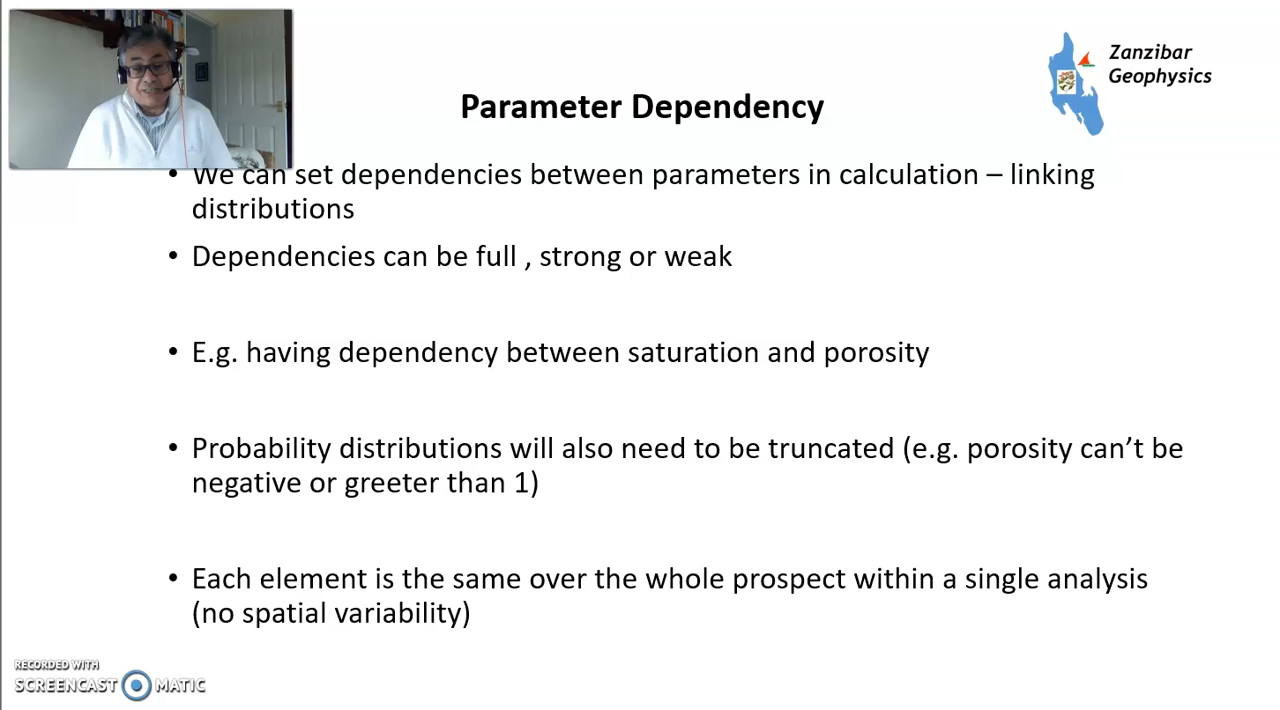 Zanzibar
Geophysics
Parameter Dependency
• We can set dependencies between parameters in calculation – linking
distributions
• Dependencies can be full , strong or weak
• E.g. having dependency between saturation and porosity
• Probability distributions will also need to be truncated (e.g. porosity can’t be
negative or greeter than 1)
• Each element is the same over the whole prospect within a single analysis
(no spatial variability)
RECORDED WITH
SCREENCAST MATIC